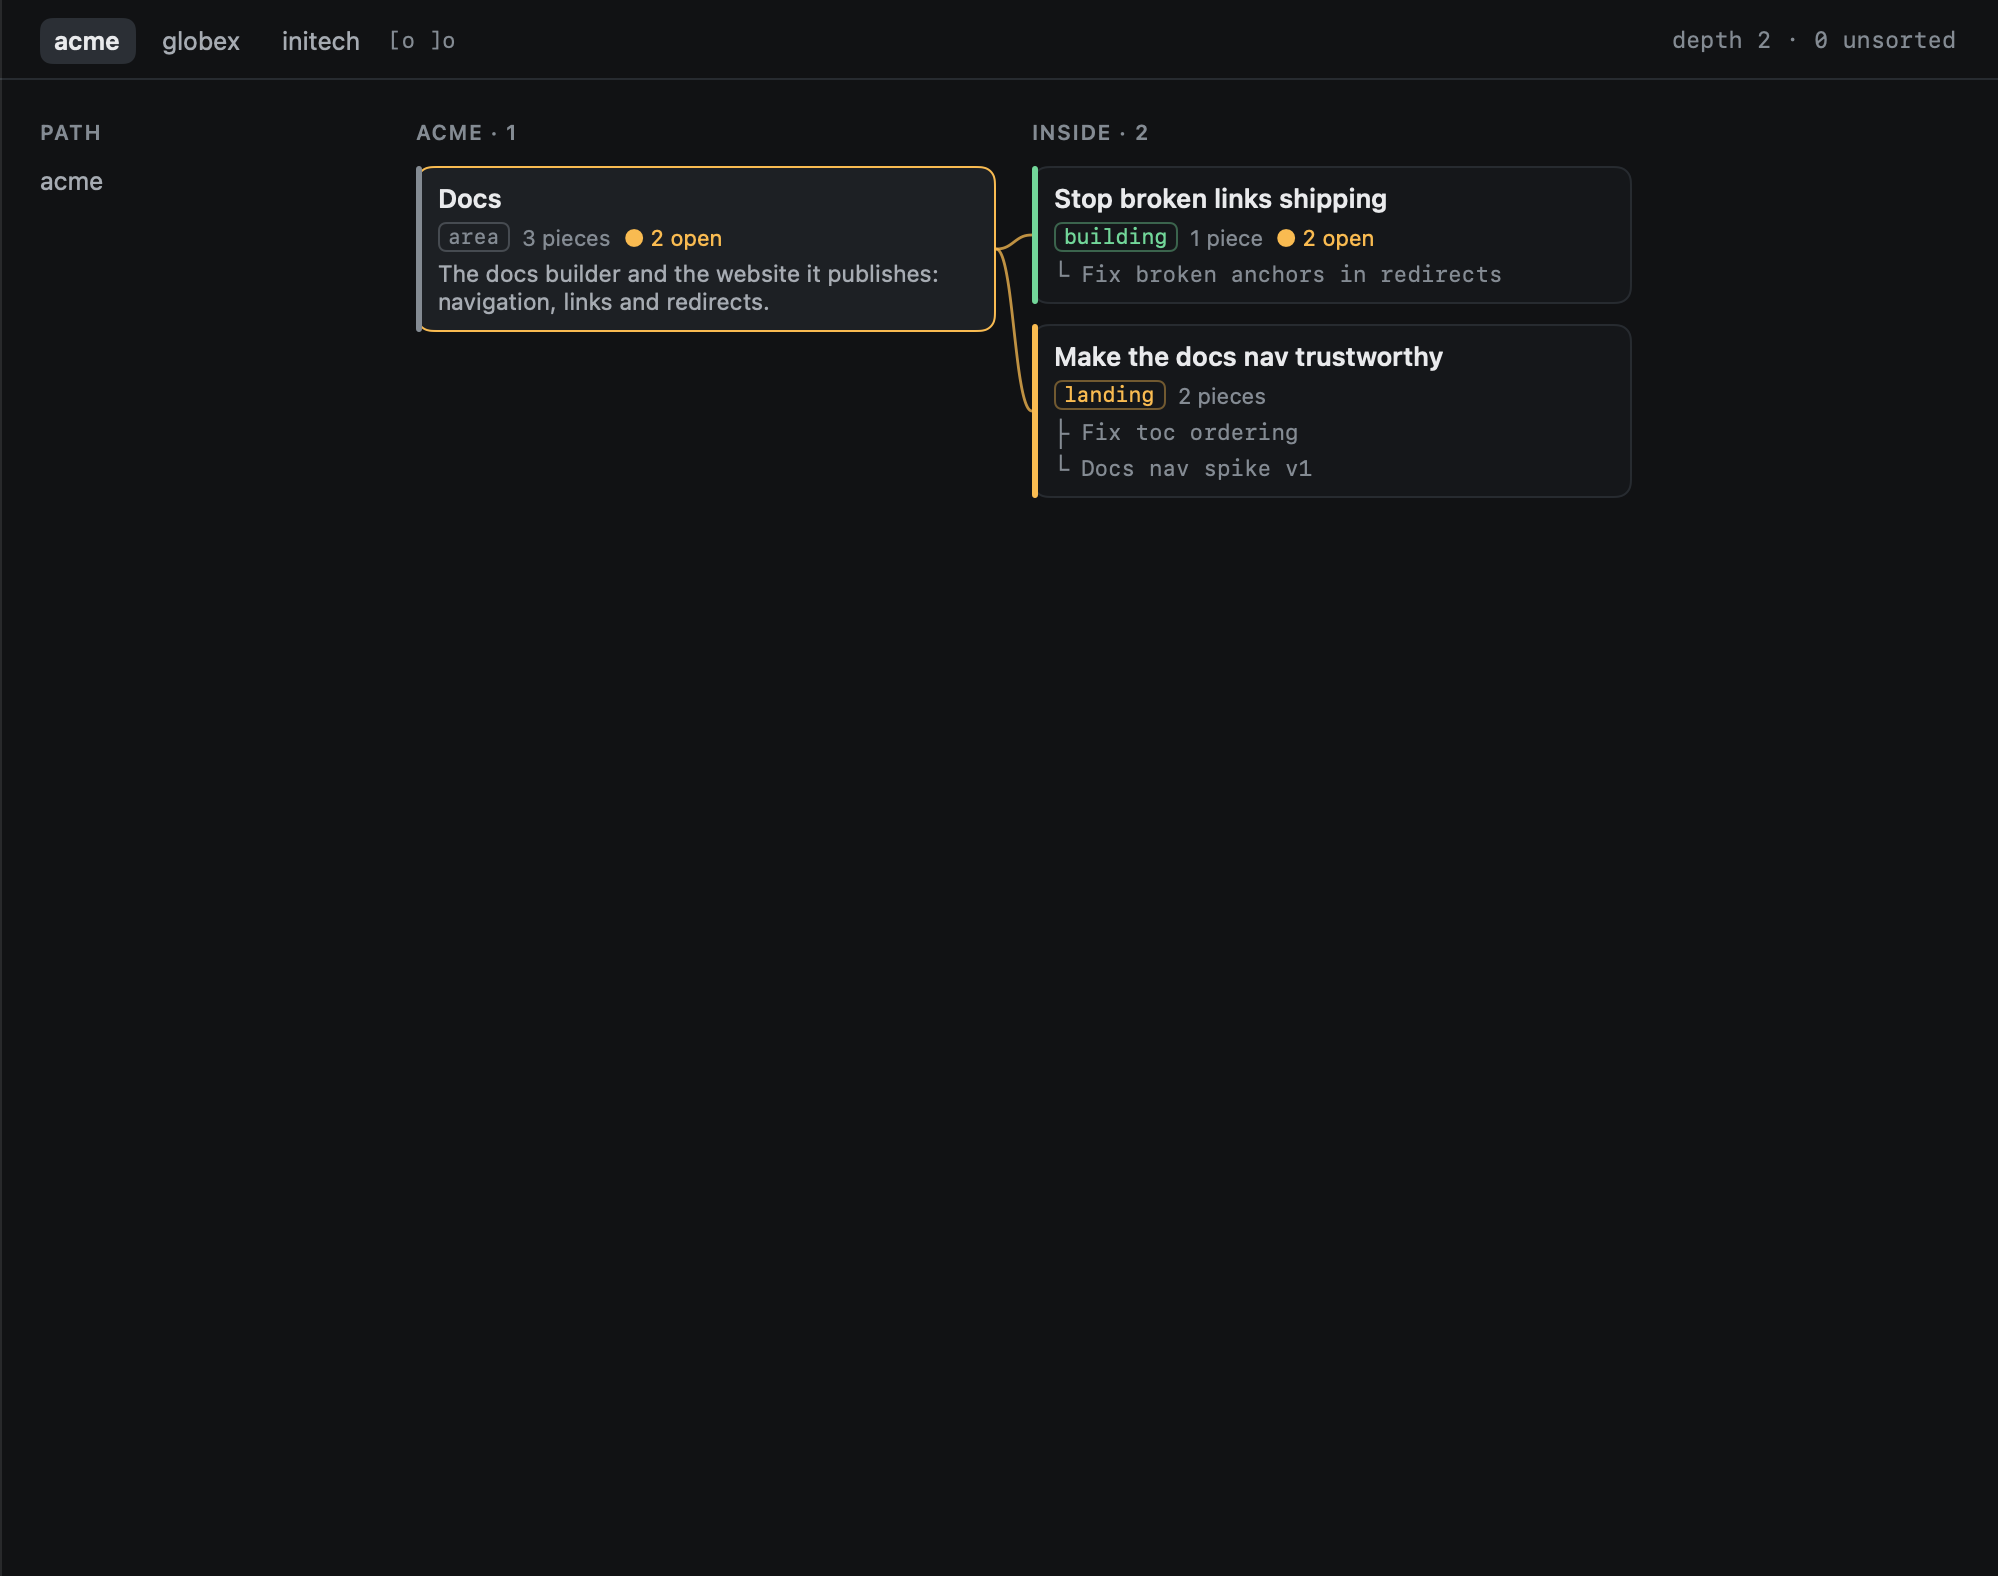 acme globex initech [o ]o depth 2 · 0 unsorted
PATH
acme
ACME · 1
Docs
area 3 pieces 2 open
The docs builder and the website it publishes:
navigation, links and redirects.
INSIDE · 2
Stop broken links shipping
building 1 piece 2 open
└ Fix broken anchors in redirects
Make the docs nav trustworthy
landing 2 pieces
├ Fix toc ordering
└ Docs nav spike v1